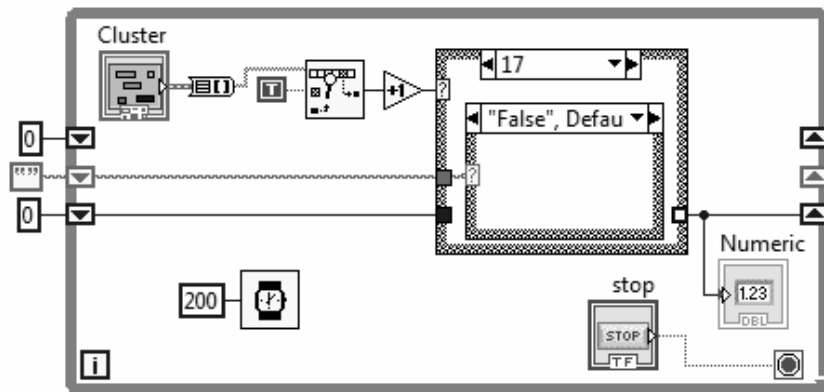 Cluster
17
T
+1
?
"False", Defau
0
""
?
0
Numeric
1.23
DBL
200
stop
STOP
TF
i